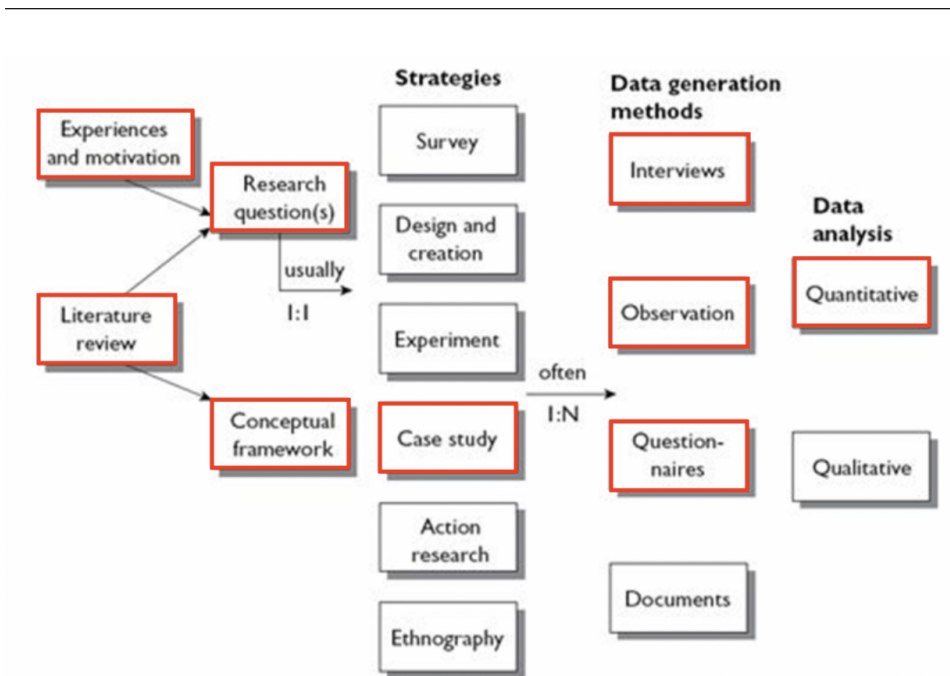 Experiences
and motivation
Literature
review
Research
question(s)
usually
1:1
Conceptual
framework
Strategies
Survey
Design and
creation
Experiment
Case study
Action
research
Ethnography
often
1:N
Data generation
methods
Interviews
Observation
Question-
naires
Documents
Data
analysis
Quantitative
Qualitative